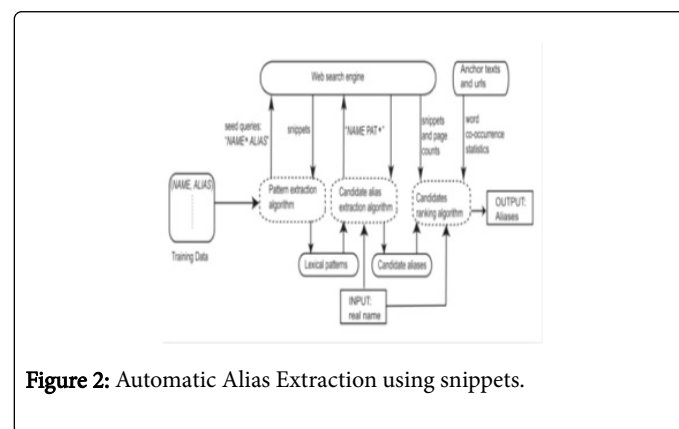 Web search engine
Anchor texts
and urls
seed queries:
"NAME* ALIAS"
snippets
"NAME PAT*"
snippets
and page
counts
word
co-occurrence
statistics
(NAME, ALIAS)
Training Data
Pattern extraction
algorithm
Candidate alias
extraction algorithm
Candidates
ranking algorithm
OUTPUT:
Aliases
Lexical patterns
Candidate aliases
INPUT:
real name
Figure 2: Automatic Alias Extraction using snippets.